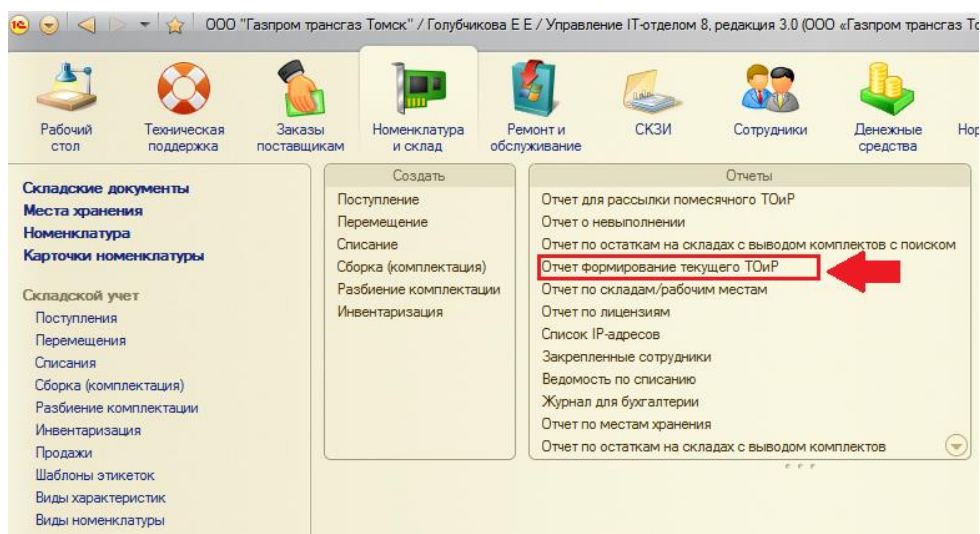 ООО "Газпром трансгаз Томск" / Голубчикова Е Е / Управление IT-отделом 8, редакция 3.0 (ООО «Газпром трансгаз
Рабочий стол
Техническая поддержка
Заказы поставщикам
Номенклатура и склад
Ремонт и обслуживание
СКЗИ
Сотрудники
Денежные средства
Складские документы
Места хранения
Номенклатура
Карточки номенклатуры
Складской учет
Поступления
Перемещения
Списания
Сборка (комплектация)
Разбиение комплектации
Инвентаризация
Продажи
Шаблоны этикеток
Виды характеристик
Виды номенклатуры
Создать
Поступление
Перемещение
Списание
Сборка (комплектация)
Разбиение комплектации
Инвентаризация
Отчеты
Отчет для рассылки помесячного ТОиР
Отчет о невыполнении
Отчет по остаткам на складах с выводом комплектов с поиском
Отчет формирование текущего ТОиР
Отчет по складам/рабочим местам
Отчет по лицензиям
Список IP-адресов
Закрепленные сотрудники
Ведомость по списанию
Журнал для бухгалтерии
Отчет по местам хранения
Отчет по остаткам на складах с выводом комплектов